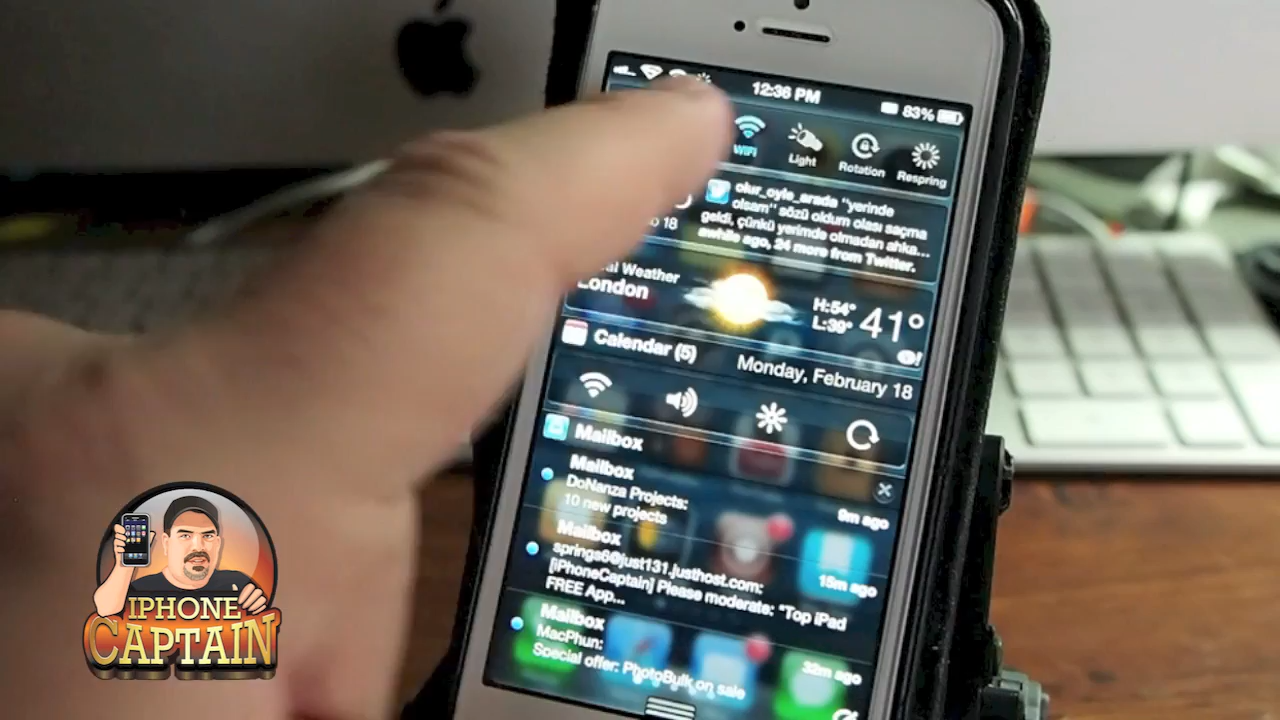 12:36 PM
83%
WiFi
Light
Rotation
Respring
olur_oyle_arada "yerinde
olsam" sözü oldum olası saçma
geldi, çünkü yerimde olmadan ahka...
awhile ago, 24 more from Twitter.
18
Weather
London
H:54°
L:39°
41°
Calendar (5)
Monday, February 18
Mailbox
Mailbox
DoNanza Projects:
10 new projects
9m ago
Mailbox
springs6@just131.justhost.com:
[iPhoneCaptain] Please moderate: "Top iPad
FREE App...
15m ago
Mailbox
MacPhun:
Special offer: PhotoBulk on sale
32m ago
IPHONE
CAPTAIN